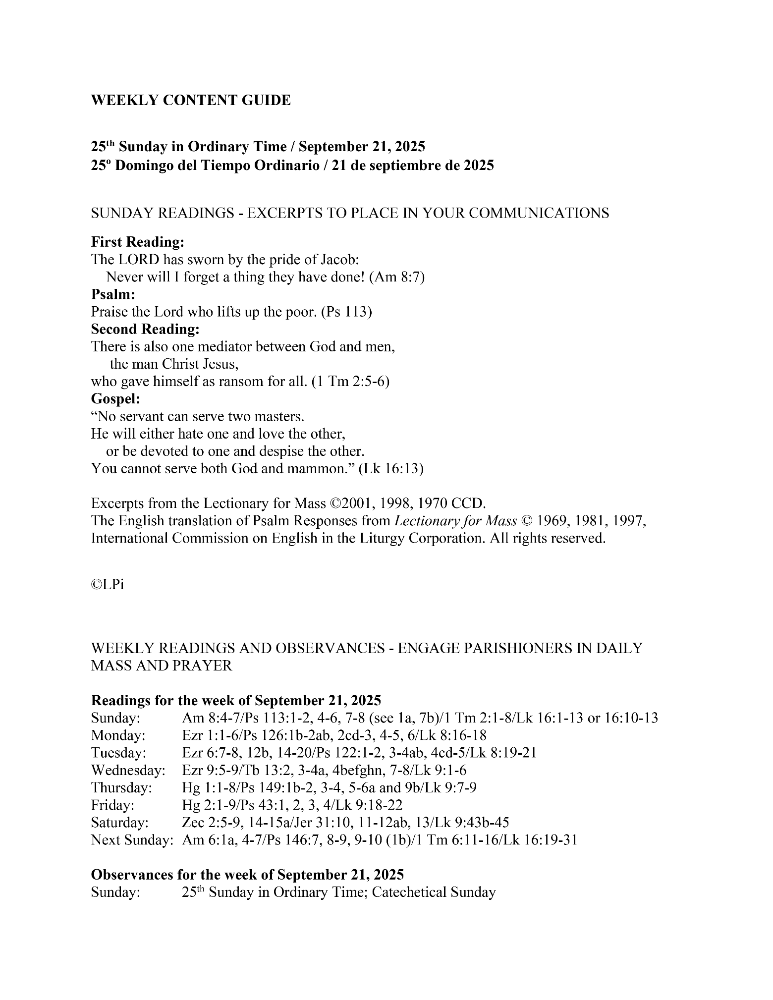 WEEKLY CONTENT GUIDE
25th Sunday in Ordinary Time / September 21, 2025
25º Domingo del Tiempo Ordinario / 21 de septiembre de 2025
SUNDAY READINGS - EXCERPTS TO PLACE IN YOUR COMMUNICATIONS
First Reading:
The LORD has sworn by the pride of Jacob:
Never will I forget a thing they have done! (Am 8:7)
Psalm:
Praise the Lord who lifts up the poor. (Ps 113)
Second Reading:
There is also one mediator between God and men,
the man Christ Jesus,
who gave himself as ransom for all. (1 Tm 2:5-6)
Gospel:
“No servant can serve two masters.
He will either hate one and love the other,
or be devoted to one and despise the other.
You cannot serve both God and mammon.” (Lk 16:13)
Excerpts from the Lectionary for Mass ©2001, 1998, 1970 CCD.
The English translation of Psalm Responses from Lectionary for Mass © 1969, 1981, 1997,
International Commission on English in the Liturgy Corporation. All rights reserved.
©LPi
WEEKLY READINGS AND OBSERVANCES - ENGAGE PARISHIONERS IN DAILY
MASS AND PRAYER
Readings for the week of September 21, 2025
Sunday: Am 8:4-7/Ps 113:1-2, 4-6, 7-8 (see 1a, 7b)/1 Tm 2:1-8/Lk 16:1-13 or 16:10-13
Monday: Ezr 1:1-6/Ps 126:1b-2ab, 2cd-3, 4-5, 6/Lk 8:16-18
Tuesday: Ezr 6:7-8, 12b, 14-20/Ps 122:1-2, 3-4ab, 4cd-5/Lk 8:19-21
Wednesday: Ezr 9:5-9/Tb 13:2, 3-4a, 4befghn, 7-8/Lk 9:1-6
Thursday: Hg 1:1-8/Ps 149:1b-2, 3-4, 5-6a and 9b/Lk 9:7-9
Friday: Hg 2:1-9/Ps 43:1, 2, 3, 4/Lk 9:18-22
Saturday: Zec 2:5-9, 14-15a/Jer 31:10, 11-12ab, 13/Lk 9:43b-45
Next Sunday: Am 6:1a, 4-7/Ps 146:7, 8-9, 9-10 (1b)/1 Tm 6:11-16/Lk 16:19-31
Observances for the week of September 21, 2025
Sunday: 25th Sunday in Ordinary Time; Catechetical Sunday